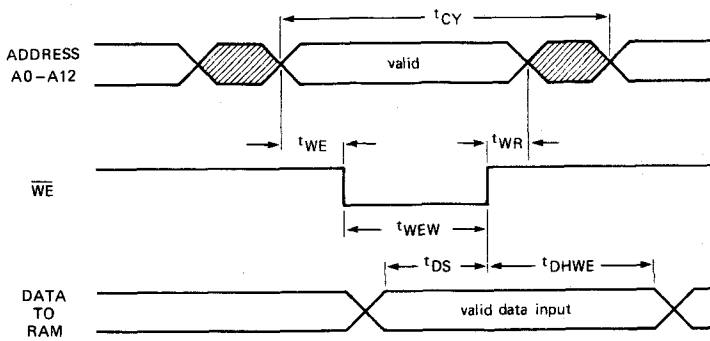 tCY
ADDRESS
A0-A12
valid
tWE
tWR
WE
tWEW
tDS
tDHWE
DATA
TO
RAM
valid data input